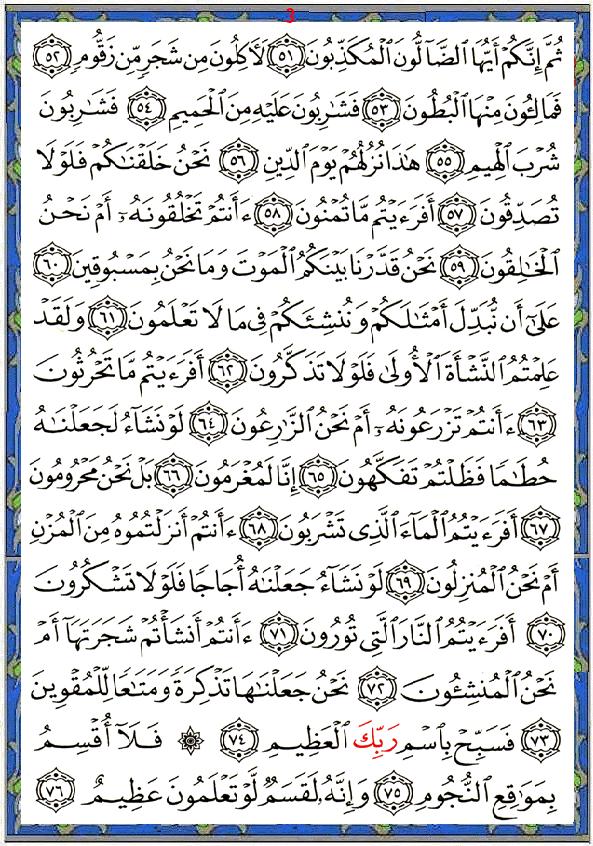 3
ثُمَّ إِنَّكُمْ أَيُّهَا ٱلضَّآلُّونَ ٱلْمُكَذِّبُونَ ٥١ لَأَكِلُونَ مِن شَجَرٍ مِّن زَقُّومٍ ٥٢
فَمَالِـُٔونَ مِنْهَا ٱلْبُطُونَ ٥٣ فَشَٰرِبُونَ عَلَيْهِ مِنَ ٱلْحَمِيمِ ٥٤ فَشَٰرِبُونَ
شُرْبَ ٱلْهِيمِ ٥٥ هَٰذَا نُزُلُهُمْ يَوْمَ ٱلدِّينِ ٥٦ نَحْنُ خَلَقْنَٰكُمْ فَلَوْلَا
تُصَدِّقُونَ ٥٧ أَفَرَءَيْتُم مَّا تُمْنُونَ ٥٨ ءَأَنتُمْ تَخْلُقُونَهُۥٓ أَمْ نَحْنُ
ٱلْخَٰلِقُونَ ٥٩ نَحْنُ قَدَّرْنَا بَيْنَكُمُ ٱلْمَوْتَ وَمَا نَحْنُ بِمَسْبُوقِينَ ٦٠
عَلَىٰٓ أَن نُّبَدِّلَ أَمْثَٰلَكُمْ وَنُنشِئَكُمْ فِى مَا لَا تَعْلَمُونَ ٦١ وَلَقَدْ
عَلِمْتُمُ ٱلنَّشْأَةَ ٱلْأُولَىٰ فَلَوْلَا تَذَكَّرُونَ ٦٢ أَفَرَءَيْتُم مَّا تَحْرُثُونَ
٦٣ ءَأَنتُمْ تَزْرَعُونَهُۥٓ أَمْ نَحْنُ ٱلزَّٰرِعُونَ ٦٤ لَوْ نَشَآءُ لَجَعَلْنَٰهُ
حُطَٰمًا فَظَلْتُمْ تَفَكَّهُونَ ٦٥ إِنَّا لَمُغْرَمُونَ ٦٦ بَلْ نَحْنُ مَحْرُومُونَ
٦٧ أَفَرَءَيْتُمُ ٱلْمَآءَ ٱلَّذِى تَشْرَبُونَ ٦٨ ءَأَنتُمْ أَنزَلْتُمُوهُ مِنَ ٱلْمُزْنِ
أَمْ نَحْنُ ٱلْمُنزِلُونَ ٦٩ لَوْ نَشَآءُ جَعَلْنَٰهُ أُجَاجًا فَلَوْلَا تَشْكُرُونَ
٧٠ أَفَرَءَيْتُمُ ٱلنَّارَ ٱلَّتِى تُورُونَ ٧١ ءَأَنتُمْ أَنشَأْتُمْ شَجَرَتَهَآ أَمْ
نَحْنُ ٱلْمُنشِـُٔونَ ٧٢ نَحْنُ جَعَلْنَٰهَا تَذْكِرَةً وَمَتَٰعًا لِّلْمُقْوِينَ
٧٣ فَسَبِّحْ بِٱسْمِ رَبِّكَ ٱلْعَظِيمِ ٧٤ ۞ فَلَآ أُقْسِمُ
بِمَوَٰقِعِ ٱلنُّجُومِ ٧٥ وَإِنَّهُۥ لَقَسَمٌ لَّوْ تَعْلَمُونَ عَظِيمٌ ٧٦